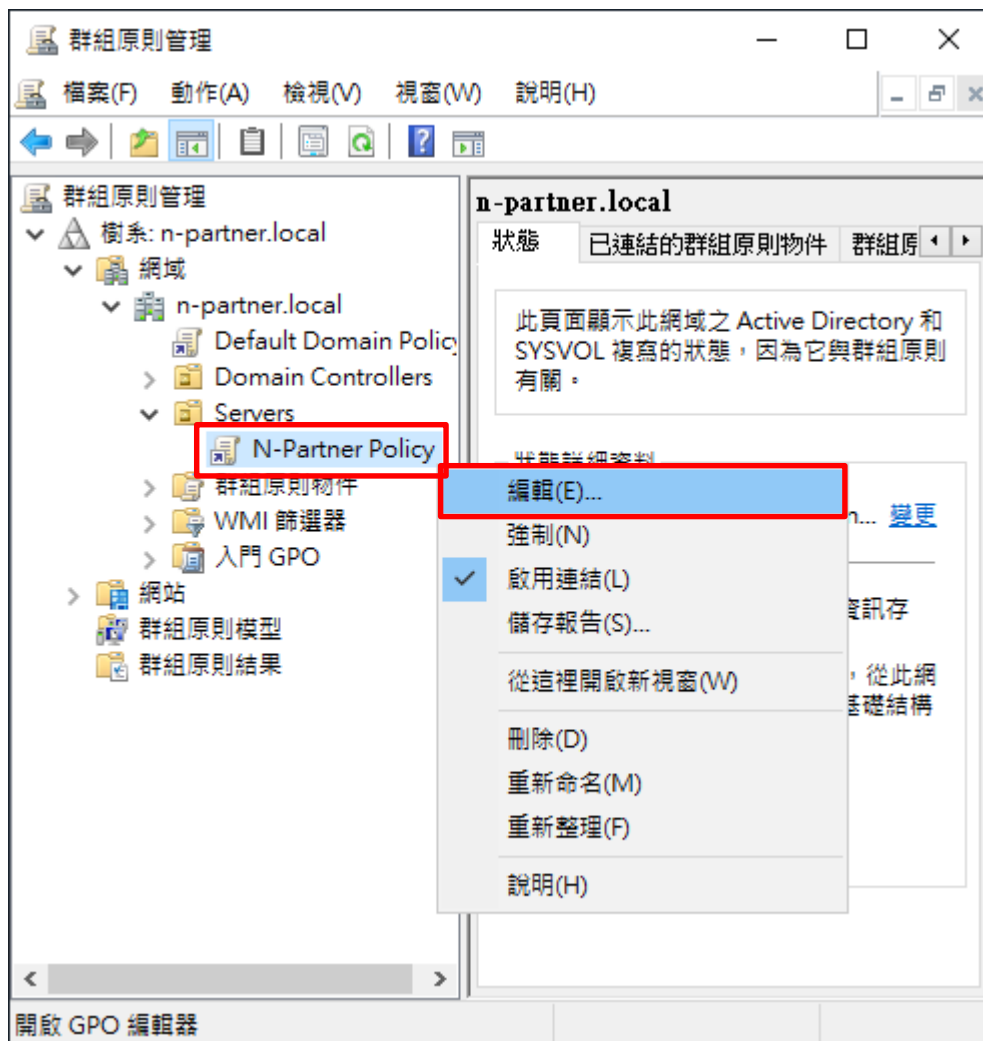 群組原則管理
檔案(F) 動作(A) 檢視(V) 視窗(W) 說明(H)
群組原則管理
樹系: n-partner.local
網域
n-partner.local
Default Domain Policy
Domain Controllers
Servers
N-Partner Policy
群組原則物件
WMI 篩選器
入門 GPO
網站
群組原則模型
群組原則結果
n-partner.local
狀態 已連結的群組原則物件 群組原
此頁面顯示此網域之 Active Directory 和
SYSVOL 複寫的狀態，因為它與群組原則
有關。
狀態詳細資料
n... 變更
資訊存
，從此網
基礎結構
編輯(E)...
強制(N)
啟用連結(L)
儲存報告(S)...
從這裡開啟新視窗(W)
刪除(D)
重新命名(M)
重新整理(F)
說明(H)
開啟 GPO 編輯器